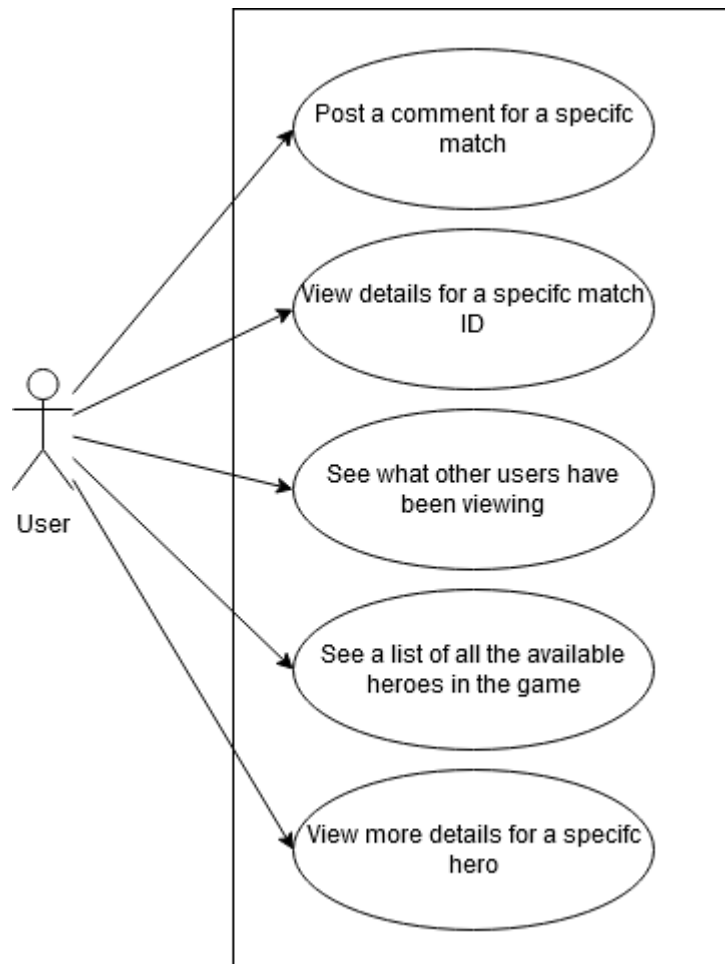 Post a comment for a specifc
match
View details for a specifc match
ID
See what other users have
been viewing
User
See a list of all the available
heroes in the game
View more details for a specifc
hero